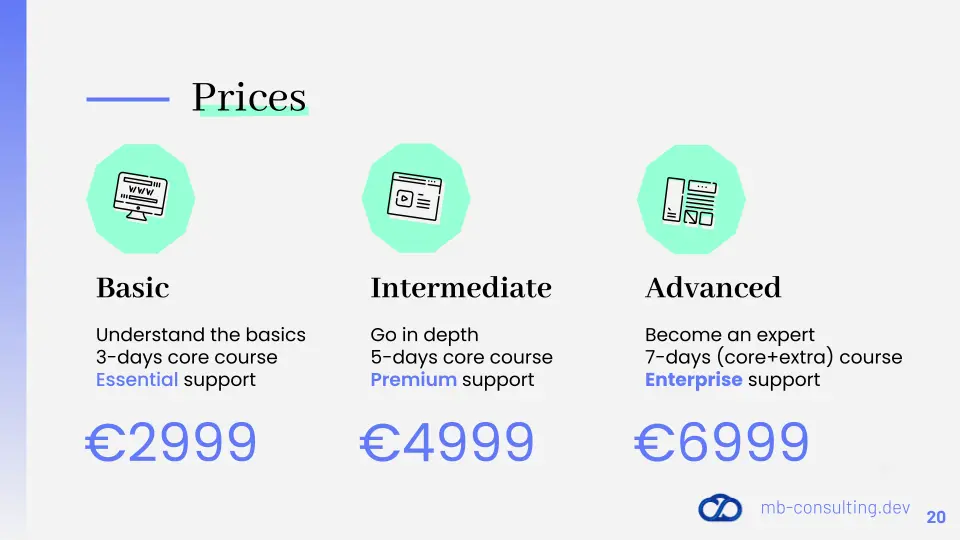 Prices
WWW
Basic
Understand the basics
3-days core course
Essential support
€2999
Intermediate
Go in depth
5-days core course
Premium support
€4999
Advanced
Become an expert
7-days (core+extra) course
Enterprise support
€6999
mb-consulting.dev
20